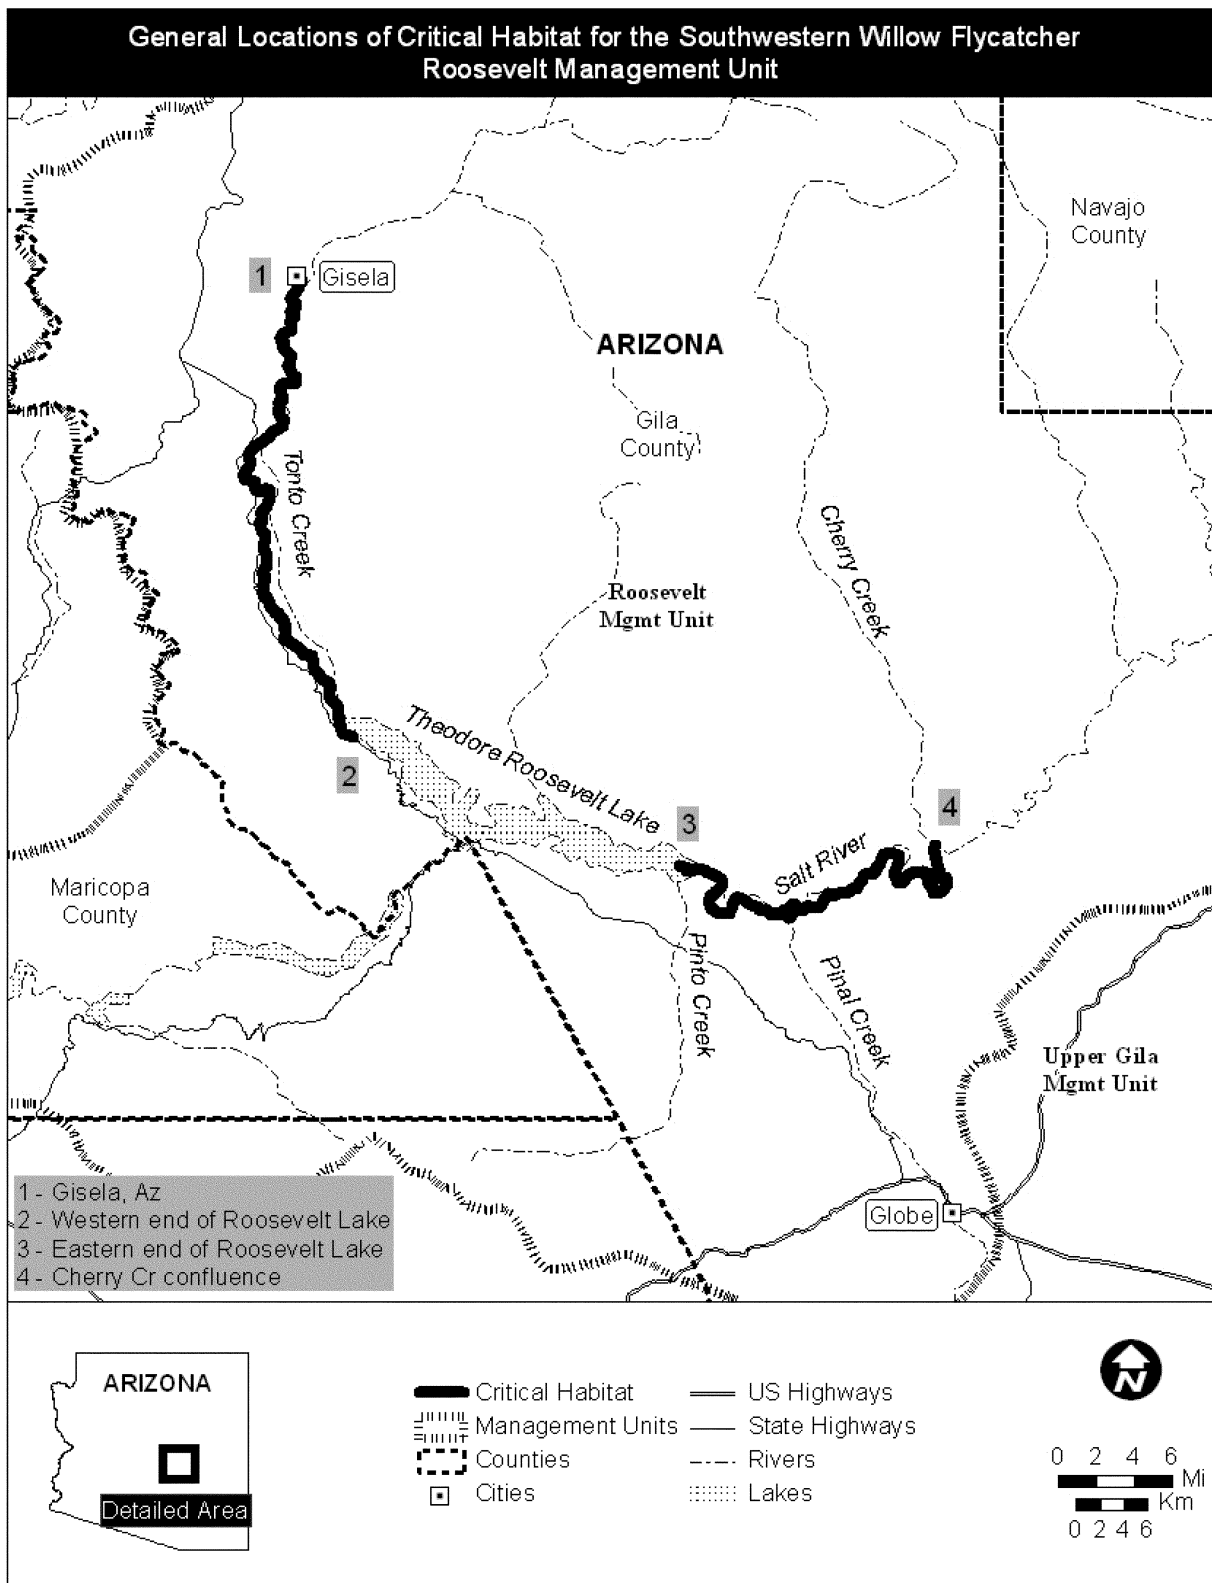 General Locations of Critical Habitat for the Southwestern Willow Flycatcher
Roosevelt Management Unit
Navajo
County
1
Gisela
ARIZONA
Gila
County
Tonto Creek
Cherry Creek
Roosevelt
Mgmt Unit
Theodore Roosevelt Lake
2
3
4
Salt River
Maricopa
County
Pinto Creek
Pinal Creek
Upper Gila
Mgmt Unit
Globe
1 - Gisela, Az
2 - Western end of Roosevelt Lake
3 - Eastern end of Roosevelt Lake
4 - Cherry Cr confluence
ARIZONA
Detailed Area
Critical Habitat
Management Units
Counties
Cities
US Highways
State Highways
Rivers
Lakes
N
0 2 4 6
Mi
Km
0 2 4 6